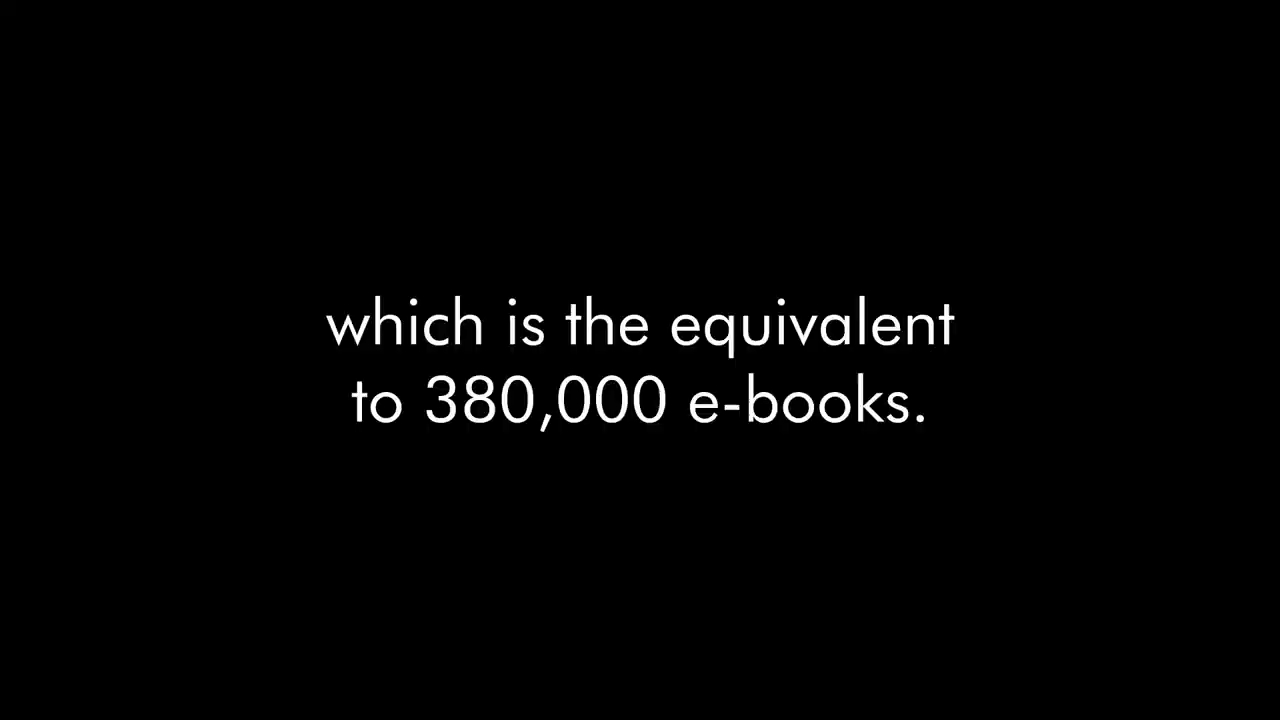 which is the equivalent
to 380,000 e-books.